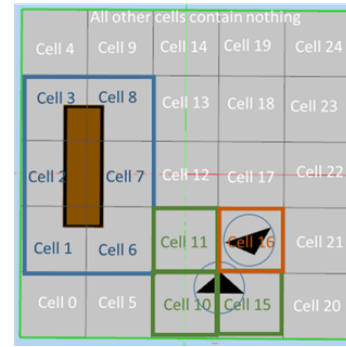 All other cells contain nothing
Cell 4 Cell 9 Cell 14 Cell 19 Cell 24
Cell 3 Cell 8 Cell 13 Cell 18 Cell 23
Cell 2 Cell 7 Cell 12 Cell 17 Cell 22
Cell 1 Cell 6 Cell 11 Cell 16 Cell 21
Cell 0 Cell 5 Cell 10 Cell 15 Cell 20